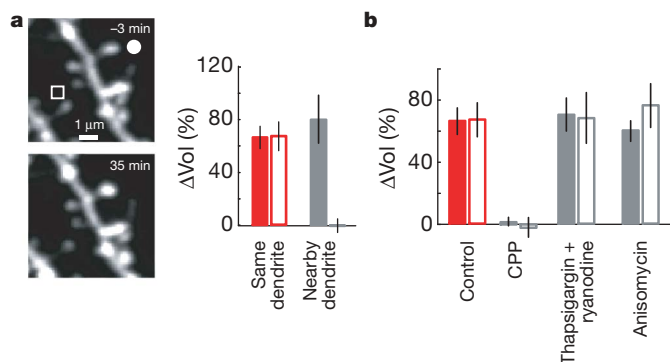 a
b
–3 min
1 μm
35 min
ΔVol (%)
120
80
40
0
Same
dendrite
Nearby
dendrite
ΔVol (%)
80
40
0
Control
CPP
Thapsigargin +
ryanodine
Anisomycin